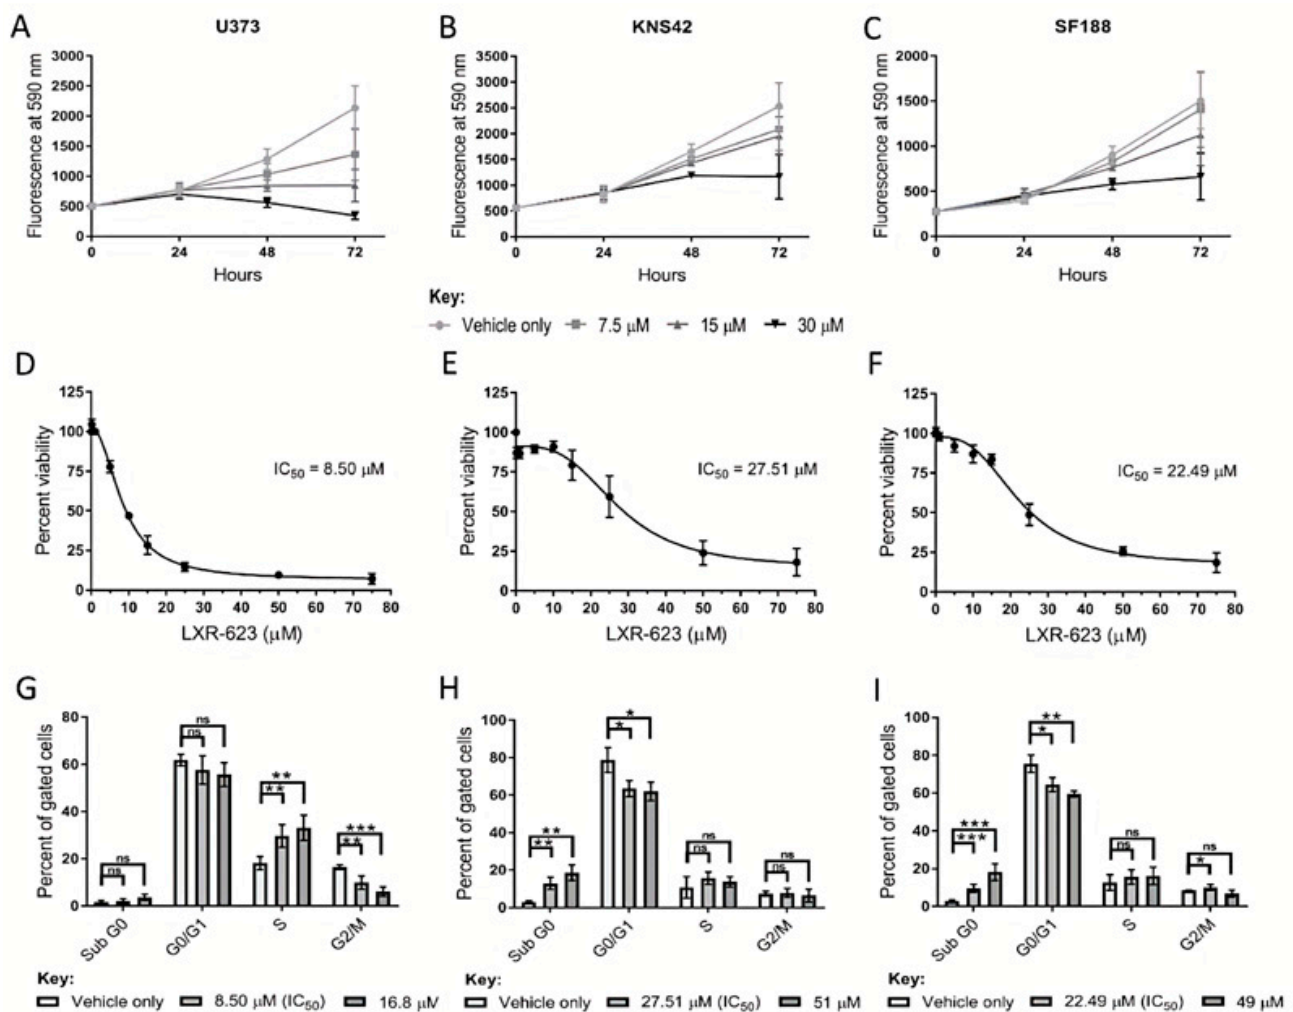 A U373
B KNS42
C SF188
Fluorescence at 590 nm
3000
2500
2000
1500
1000
500
0
0 24 48 72
Hours
Fluorescence at 590 nm
3500
3000
2500
2000
1500
1000
500
0
0 24 48 72
Hours
Fluorescence at 590 nm
2000
1500
1000
500
0
0 24 48 72
Hours
Key:
Vehicle only 7.5 μM 15 μM 30 μM
D
Percent viability
125
100
75
50
25
0
IC50 = 8.50 μM
0 10 20 30 40 50 60 70 80
LXR-623 (μM)
E
Percent viability
125
100
75
50
25
0
IC50 = 27.51 μM
0 10 20 30 40 50 60 70 80
LXR-623 (μM)
F
Percent viability
125
100
75
50
25
0
IC50 = 22.49 μM
0 10 20 30 40 50 60 70 80
LXR-623 (μM)
G
Percent of gated cells
80
60
40
20
0
ns
ns
ns
ns
**
**
***
**
Sub G0 G0/G1 S G2/M
Key:
Vehicle only 8.50 μM (IC50) 16.8 μM
H
Percent of gated cells
100
80
60
40
20
0
**
**
*
*
ns
ns
ns
ns
Sub G0 G0/G1 S G2/M
Key:
Vehicle only 27.51 μM (IC50) 51 μM
I
Percent of gated cells
100
80
60
40
20
0
***
***
**
*
ns
ns
ns
*
Sub G0 G0/G1 S G2/M
Key:
Vehicle only 22.49 μM (IC50) 49 μM